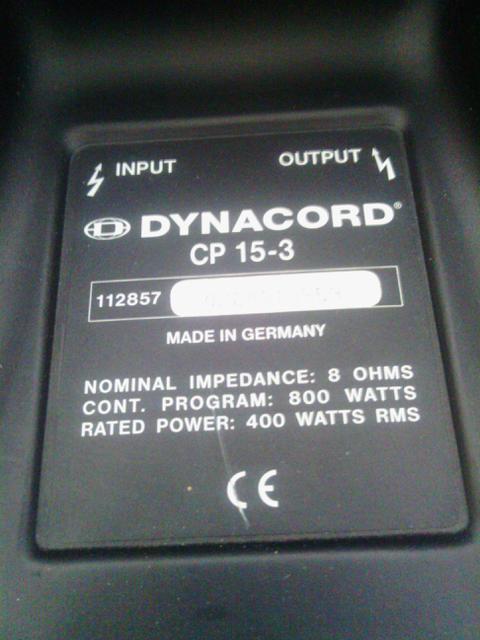 INPUT OUTPUT
DYNACORD®
CP 15-3
112857
MADE IN GERMANY
NOMINAL IMPEDANCE: 8 OHMS
CONT. PROGRAM: 800 WATTS
RATED POWER: 400 WATTS RMS
CE